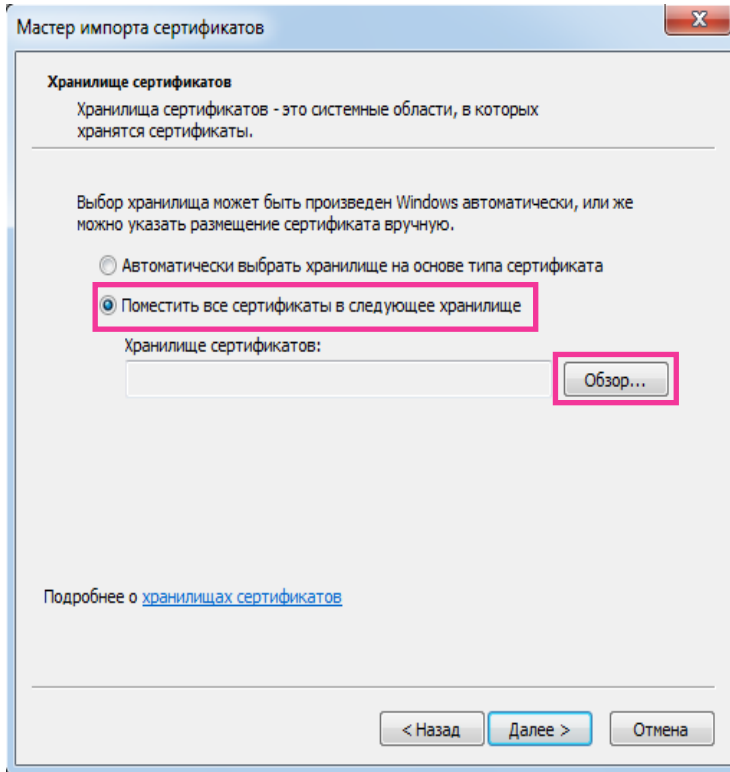 Мастер импорта сертификатов
Хранилище сертификатов
Хранилища сертификатов - это системные области, в которых
хранятся сертификаты.
Выбор хранилища может быть произведен Windows автоматически, или же
можно указать размещение сертификата вручную.
Автоматически выбрать хранилище на основе типа сертификата
Поместить все сертификаты в следующее хранилище
Хранилище сертификатов:
Обзор...
Подробнее о хранилищах сертификатов
< Назад Далее > Отмена